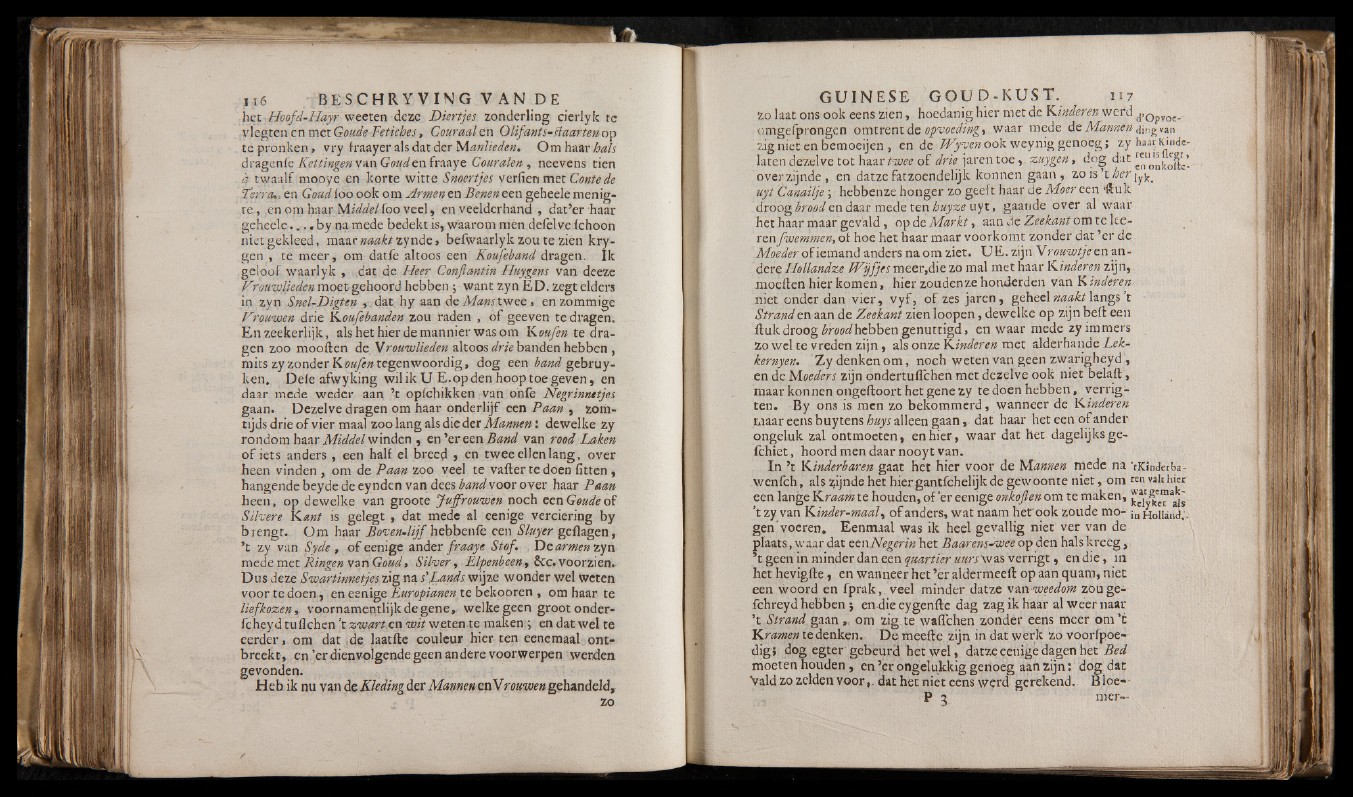 116 BESCHRYVING VAN DE
het Hoofd-Hayr weeten deze Diertjes zonderling cierlyk te
vlegten en met Goude Fetiches, Couraal en Olifants-staarten op
te pronken, vry fraayer als dat der Manlieden. Om haar hals
dragense Kettingen van Goud en fraaye Couralen, neevens tien
à twaalf mooye en korte witte Snoertjes versien met Conte de
Terra, en Goud soo ook om Armen en Benen een geheele menig-
te, en om haar Middel soo veel, en veelderhand, dat'er haar
geheele.... by na mede bedekt is, waarom men deselve schoon
niet gekleed, maar naakt zynde, beswaarlyk zou te zien kry-
gen, te meer, om datse altoos een Kouseband dragen. Ik
geloof waarlyk, dat de Heer Constantin Huygens van deeze
Vrouwlieden moet gehoord hebben; want zyn ED. zegt elders
in zyn Snel-Digten, dat hy aan de Mans twee, en zommige
Vrouwen drie Kousebanden zou raden, of geeven te dragen.
En zeekerlijk, als het hier de mannier was om Kousen te dra-
gen zoo moosten de Vrouwlieden altoos drie banden hebben,
mits zy zonder Kousen tegenwoordig, dog een band gebruy-
ken. Dese afwyking wil ik U E. op den hoop toe geven, en
daar mede weder aan 't opschikken van onse Negrinnetjes
gaan. Dezelve dragen om haar onderlijf een Paan, zom-
tijds drie of vier maal zoo lang als die der Mannen: dewelke zy
rondom haar Middel winden, en 'er een Band van rood Laken
of iets anders, een half el breed, en twee ellen lang, over
heen vinden, om de Paan zoo veel te vaster te doen sitten,
hangende beyde de eynden van dees band voor over haar Paan
heen, op dewelke van groote Juffrouwen noch een Goude of
Silvere Kant is gelegt, dat mede al eenige verciering by
brengt. Om haar Boven-lijf hebbense een Sluyer geslagen,
't zy van Syde, of eenige ander fraaye Stof. De armen zyn
mede met Ringen van Goud, Silver, Elpenbeen, &c. voorzien.
Dus deze Swartinnetjes zig na s'Lands wijze wonder wel weten
voor te doen, en eenige Europianen te bekooren, om haar te
liefkozen, voornamentlijk de gene, welke geen groot onder-
scheyd tusschen 't zwart en wit weten te maken; en dat wel te
eerder, om dat de laatste couleur hier ten eenemaal ont-
breekt, en 'er dienvolgende geen andere voorwerpen werden
gevonden.
Heb ik nu van de Kleding der Mannen en Vrouwen gehandeld,
zo
GUINESE GOUD-KUST. 117
zo laat ons ook eens zien, hoedanig hier met de Kinderen werd
omgesprongen omtrent de opvoeding, waar mede de Mannen
zig niet en bemoeijen, en de Wyven ook weynig genoeg; zy
laten dezelve tot haar twee of drie jaren toe, zuygen, dog dat
over zijnde, en datze fatzoendelijk konnen gaan, zo is 't her
uyt Canailje; hebbenze honger zo geeft haar de Moer een stuk
droog brood en daar mede ten huyze uyt, gaande over al waar
het haar maar gevald, op de Markt, aan de Zeekant om te lee-
ren swemmen, of hoe het haar maar voorkomt zonder dat 'er de
Moeder of iemand anders na om ziet. UE. zijn Vrouwtje en an-
dere Hollandze Wijfjes meer, die zo mal met haar Kinderen zijn,
moesten hier komen, hier zoudenze honderden van Kinderen
niet onder dan vier, vyf, of zes jaren, geheel naakt langs 't
Strand en aan de Zeekant zien loopen, dewelke op zijn best een
stuk droog brood hebben genuttigd, en waar mede zy immers
zo wel te vreden zijn, als onze Kinderen met alderhande Lek-
kernyen. Zy denken om, noch weten van geen zwarigheyd,
en de Moeders zijn ondertusschen met dezelve ook niet belast,
maar konnen ongestoort het gene zy te doen hebben, verrig-
ten. By ons is men zo bekommerd, wanneer de Kinderen
maar eens buytens huys alleen gaan, dat haar het een of ander
ongeluk zal ontmoeten, en hier, waar dat het dagelijks ge-
schiet, hoord men daar nooyt van.
In 't Kinderbaren gaat het hier voor de Mannen mede na
wensch, als zijnde het hier gantschelijk de gewoonte niet, om
een lange Kraam te houden, of 'er eenige onkosten om te maken,
't zy van Kinder-maal, of anders, wat naam het ook zoude mo-
gen voeren. Eenmaal was ik heel gevallig niet ver van de
plaats, waar dat een Negerin het Baarens-wee op den hals kreeg,
't geen in minder dan een quartier uurs was verrigt, en die, in
het hevigste, en wanneer het 'er aldermeest op aan quam, niet
een woord en sprak, veel minder datze van weedom zou ge-
schreyd hebben; en die eygenste dag zag ik haar al weer naar
't Strand gaan, om zig te wasschen zonder eens meer om 't
Kramen te denken. De meeste zijn in dat werk zo voorspoe-
dig; dog egter gebeurd het wel, datze eenige dagen het Bed
moeten houden, en 'er ongelukkig genoeg aan zijn: dog dat
vald zo zelden voor, dat het niet eens werd gerekend. Bloe-
P 3 mer-
d'Opvoe-
ding van
haar Kinde-
ren is slegt,
en onkoste-
lyk.
't Kinderba-
ren valt hier
wat gemak-
kelyker als
in Holland.